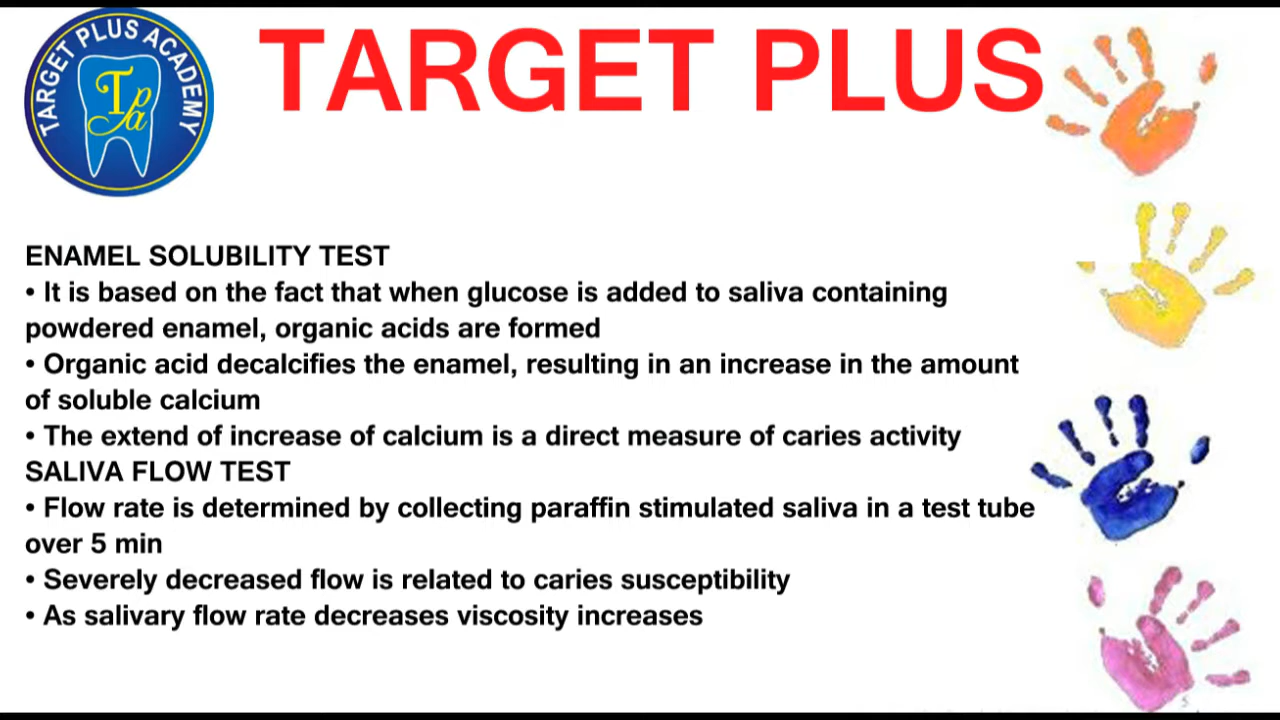 TARGET PLUS ACADEMY
Tpa
TARGET PLUS
ENAMEL SOLUBILITY TEST
• It is based on the fact that when glucose is added to saliva containing
powdered enamel, organic acids are formed
• Organic acid decalcifies the enamel, resulting in an increase in the amount
of soluble calcium
• The extend of increase of calcium is a direct measure of caries activity
SALIVA FLOW TEST
• Flow rate is determined by collecting paraffin stimulated saliva in a test tube
over 5 min
• Severely decreased flow is related to caries susceptibility
• As salivary flow rate decreases viscosity increases